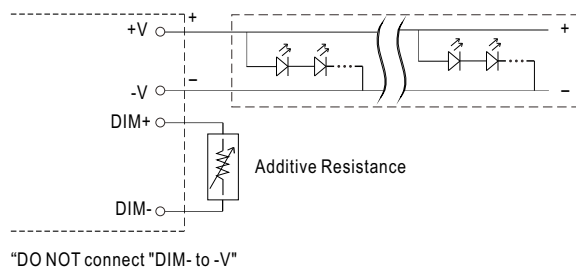 +V
+
+
-V
−
−
DIM+
Additive Resistance
DIM-
“DO NOT connect "DIM- to -V"